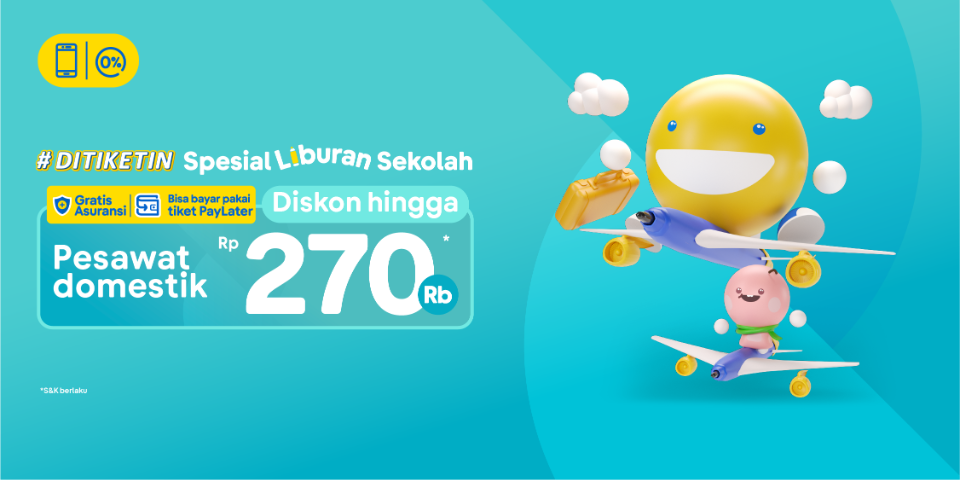 0%
#DITIKETIN Spesial Liburan Sekolah
Gratis Asuransi
Bisa bayar pakai tiket PayLater
Diskon hingga
Pesawat domestik
Rp 270 Rb*
*S&K berlaku